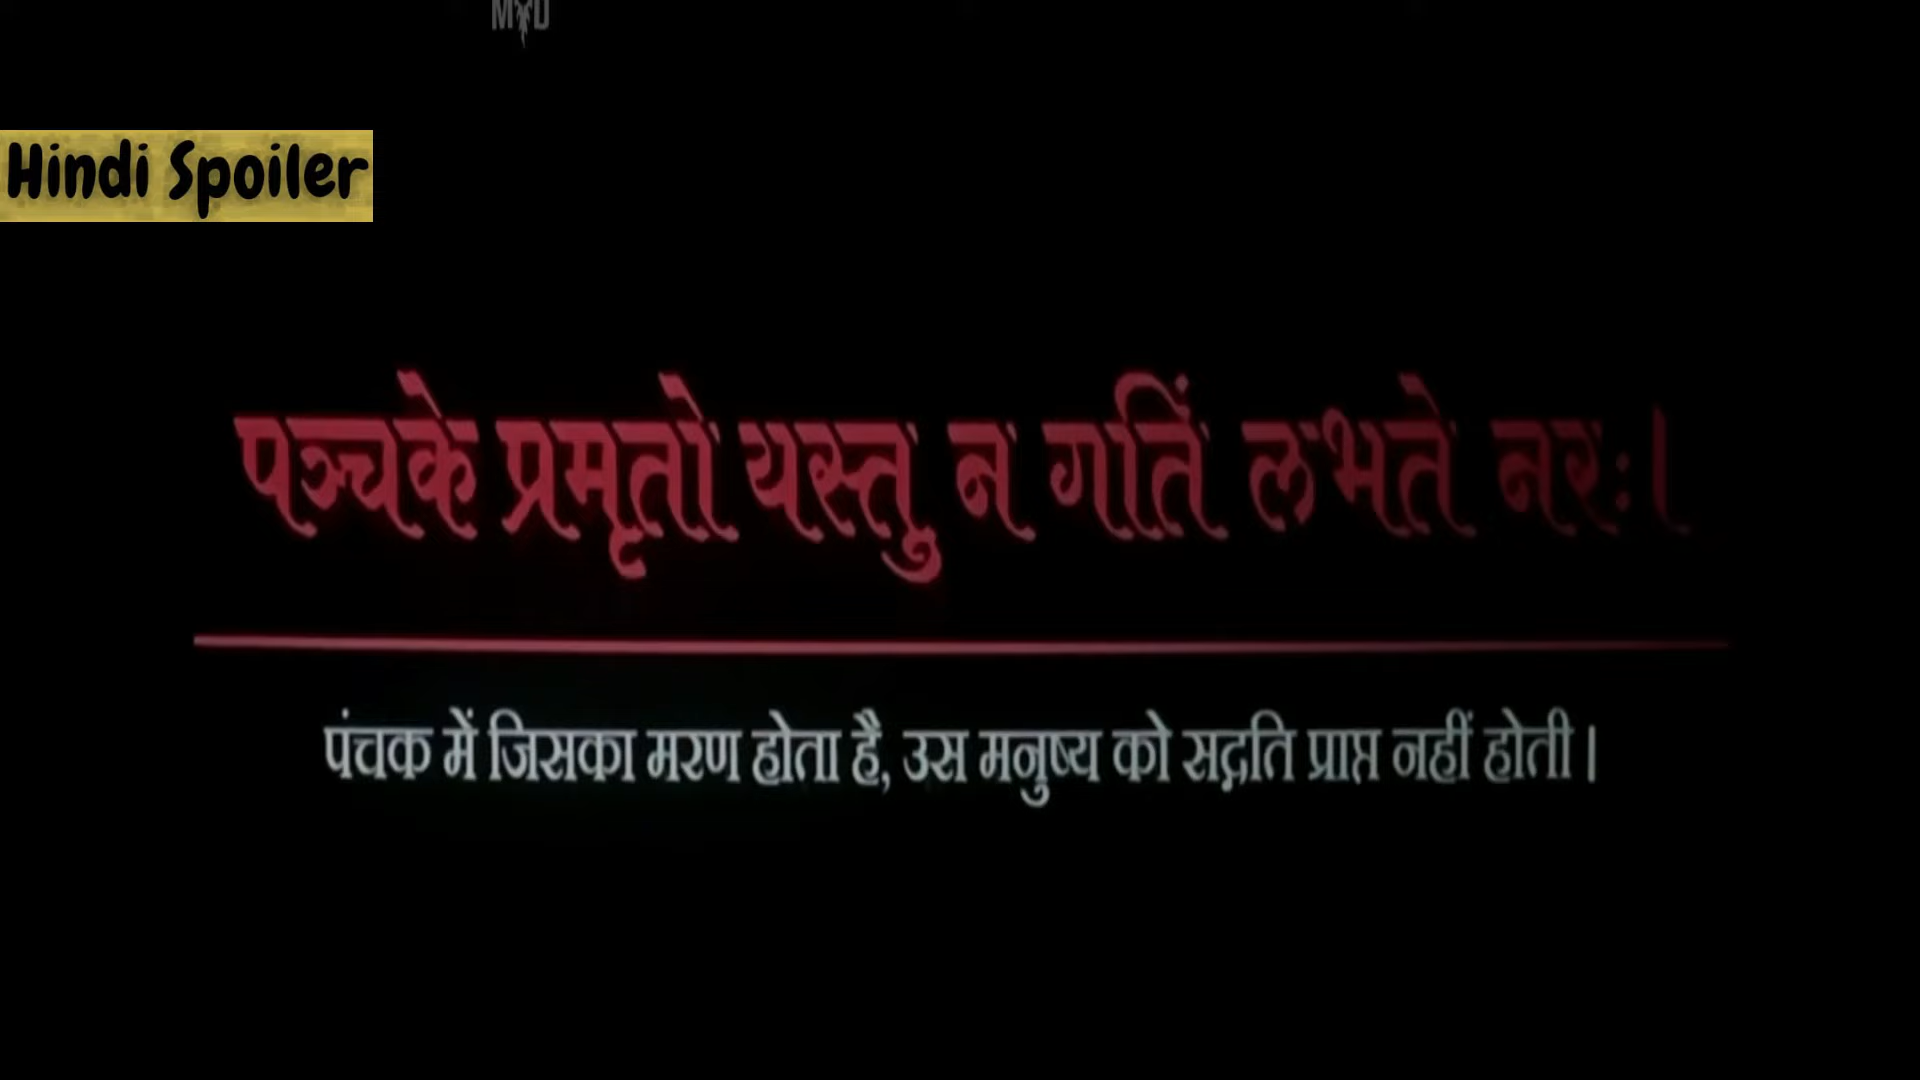 Hindi Spoiler
पञ्चके प्रमृतो यस्तु न गतिं लभते नरः।
पंचक में जिसका मरण होता है, उस मनुष्य को सद्गति प्राप्त नहीं होती।